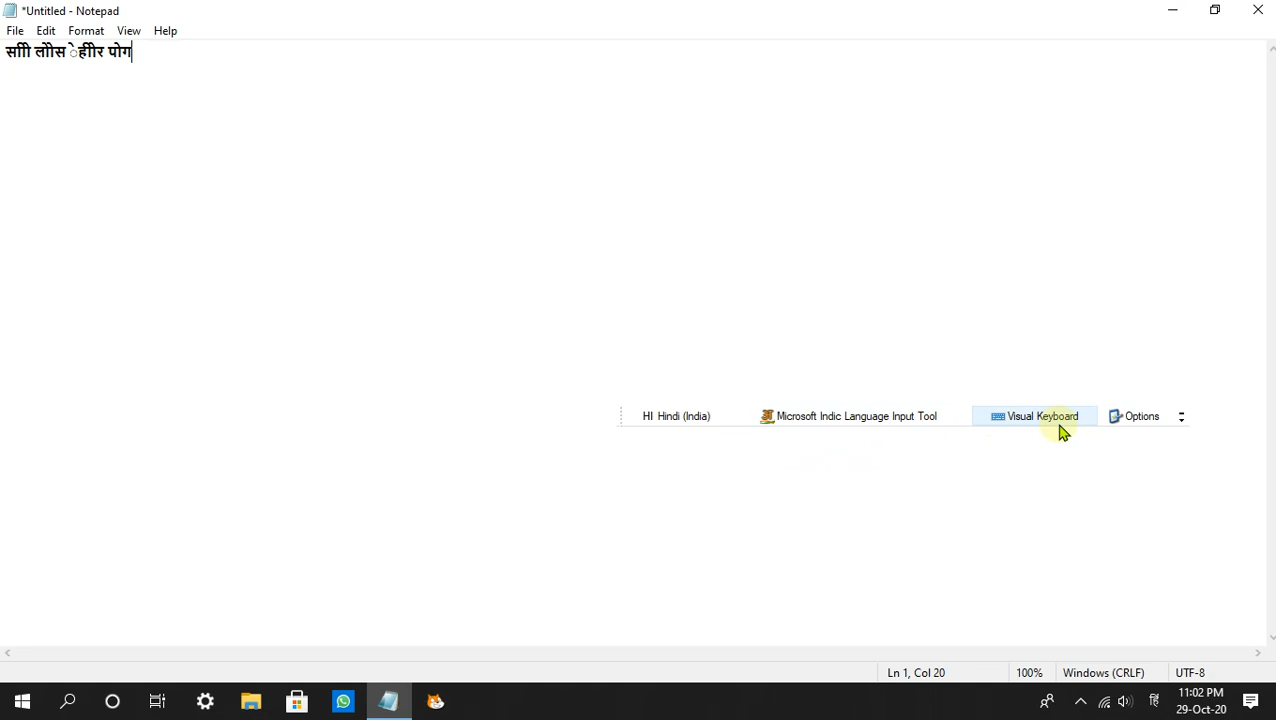 *Untitled - Notepad
File Edit Format View Help
सीाि लोेास ेहीिर पोग
HI Hindi (India) Microsoft Indic Language Input Tool Visual Keyboard Options
Ln 1, Col 20 100% Windows (CRLF) UTF-8
हिं 11:02 PM
29-Oct-20